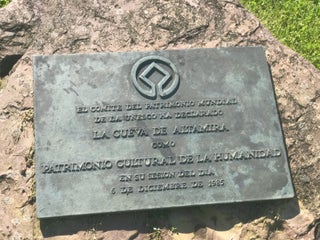 EL COMITE DEL PATRIMONIO MUNDIAL
DE LA UNESCO HA DECLARADO
LA CUEVA DE ALTAMIRA
COMO
PATRIMONIO CULTURAL DE LA HUMANIDAD
EN SU SESION DEL DIA
6 DE DICIEMBRE DE 1985